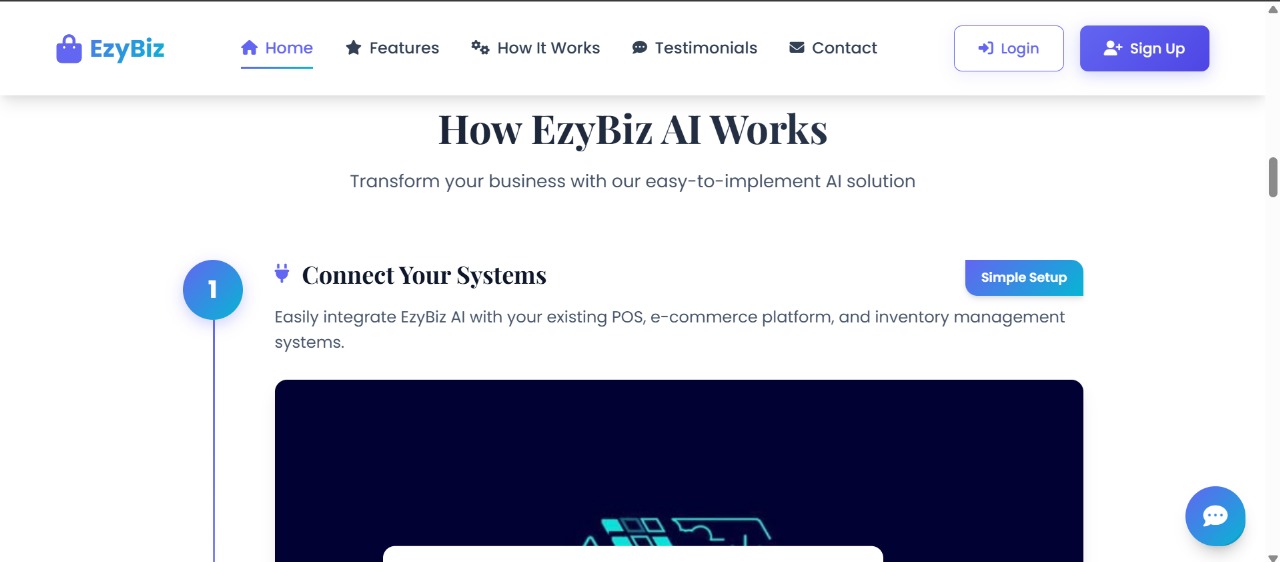 EzyBiz
Home
Features
How It Works
Testimonials
Contact
Login
Sign Up
How EzyBiz AI Works
Transform your business with our easy-to-implement AI solution
1
Connect Your Systems
Simple Setup
Easily integrate EzyBiz AI with your existing POS, e-commerce platform, and inventory management
systems.